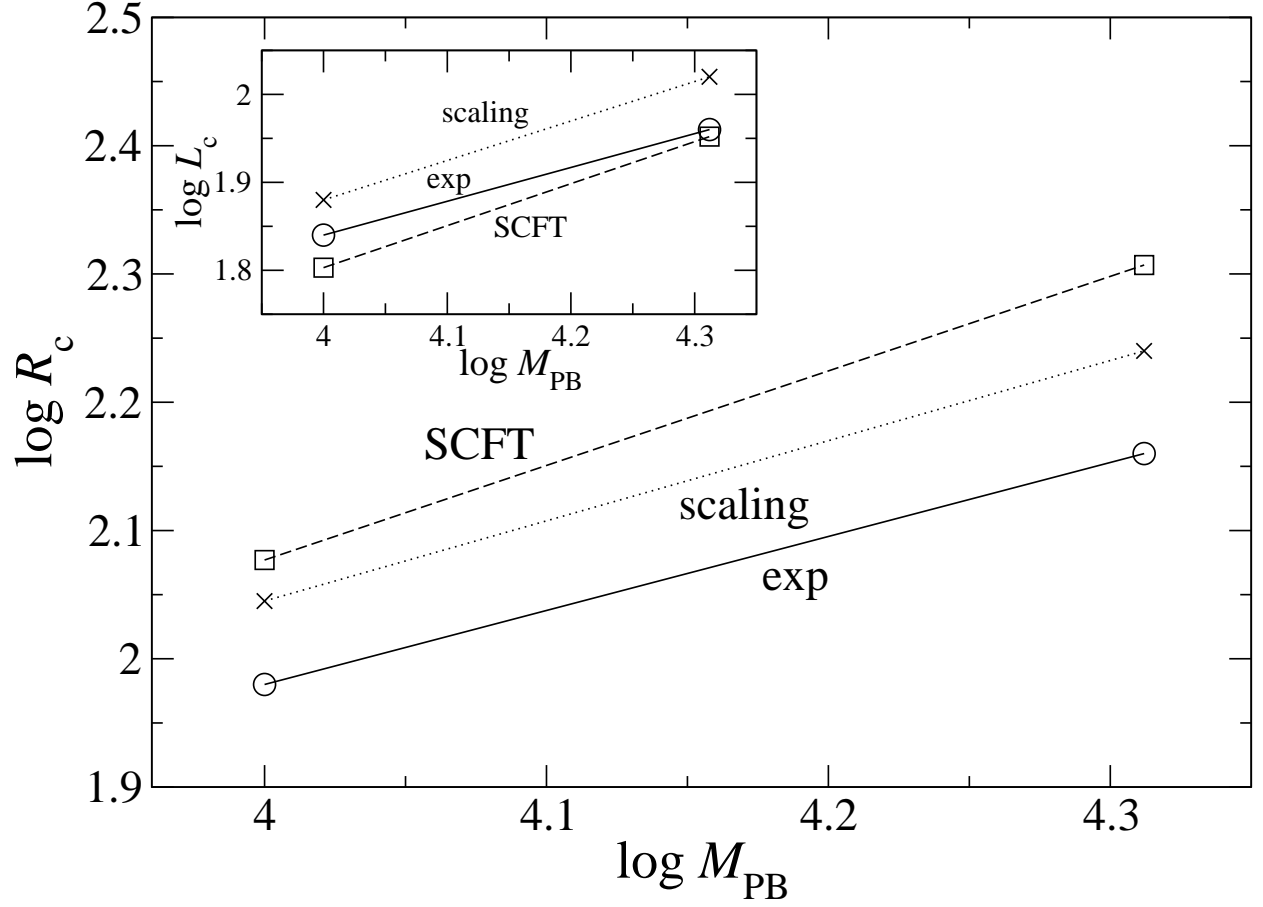 2.5
2.4
2.3
2.2
2.1
2
1.9
log R_c
4
4.1
4.2
4.3
log M_PB
SCFT
scaling
exp
2
1.9
1.8
log L_c
4
4.1
4.2
4.3
log M_PB
scaling
exp
SCFT